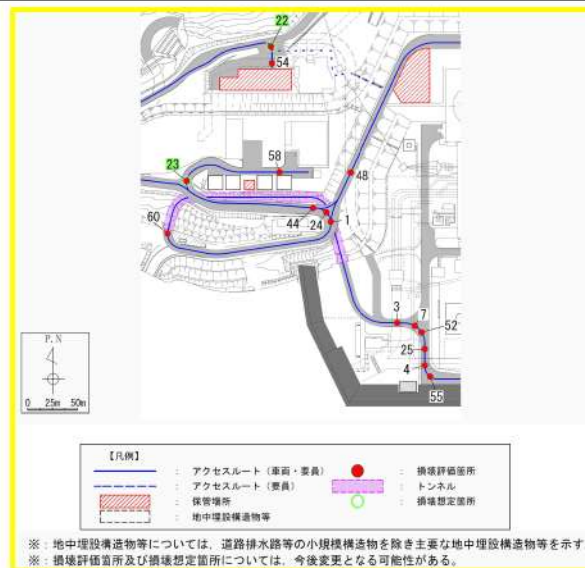 22
54
23
58
48
60
44
24
1
3
7
52
25
4
55
P.N
0 25m 50m
【凡例】
: アクセスルート（車両・要員）
: 損壊評価箇所
: アクセスルート（要員）
: トンネル
: 保管場所
: 損壊想定箇所
: 地中埋設構造物等
※：地中埋設構造物等については，道路排水路等の小規模構造物を除き主要な地中埋設構造物等を示す
※：損壊評価箇所及び損壊想定箇所については，今後変更となる可能性がある。